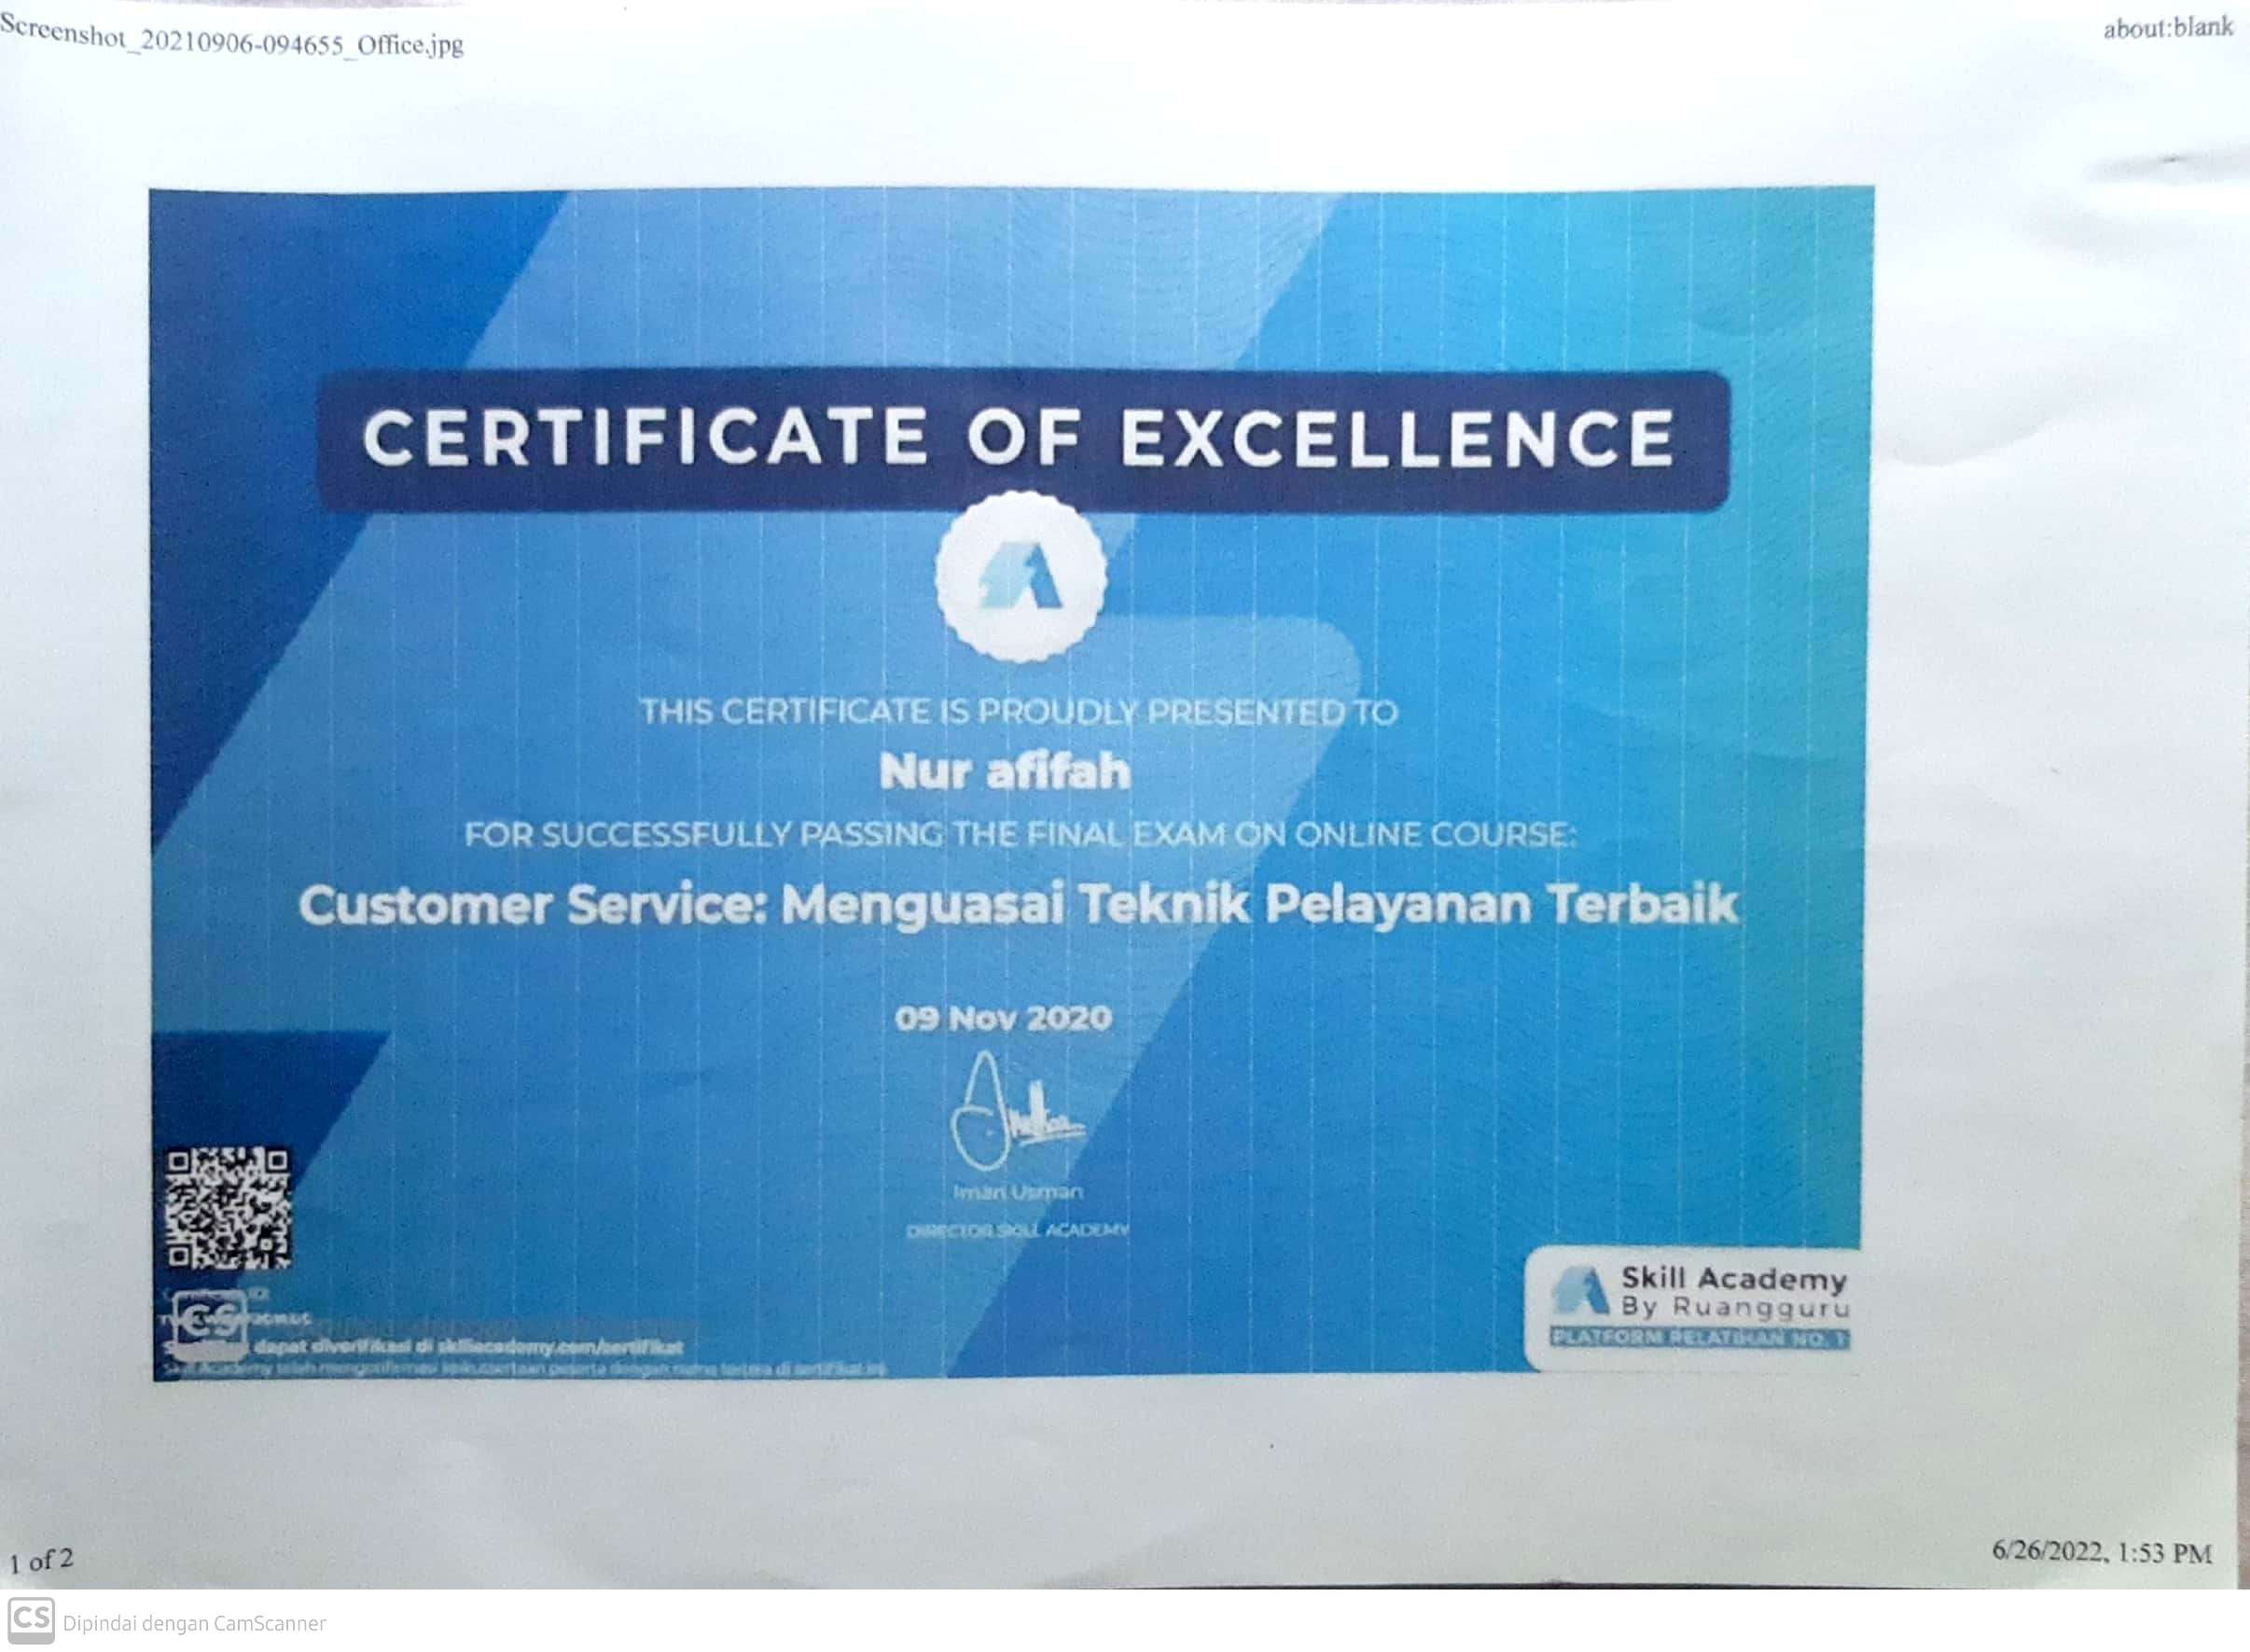 Screenshot_20210906-094655_Office.jpg
about:blank
CERTIFICATE OF EXCELLENCE
THIS CERTIFICATE IS PROUDLY PRESENTED TO
Nur afifah
FOR SUCCESSFULLY PASSING THE FINAL EXAM ON ONLINE COURSE:
Customer Service: Menguasai Teknik Pelayanan Terbaik
09 Nov 2020
Iman Usman
DIRECTOR SKILL ACADEMY
CS
dapat diverifikasi di skillacademy.com/sertifikat
Skill Academy telah mengonfirmasi keikutsertaan peserta dengan nama tertera di sertifikat ini
Skill Academy
By Ruangguru
PLATFORM PELATIHAN NO. 1
1 of 2
6/26/2022, 1:53 PM
CS Dipindai dengan CamScanner